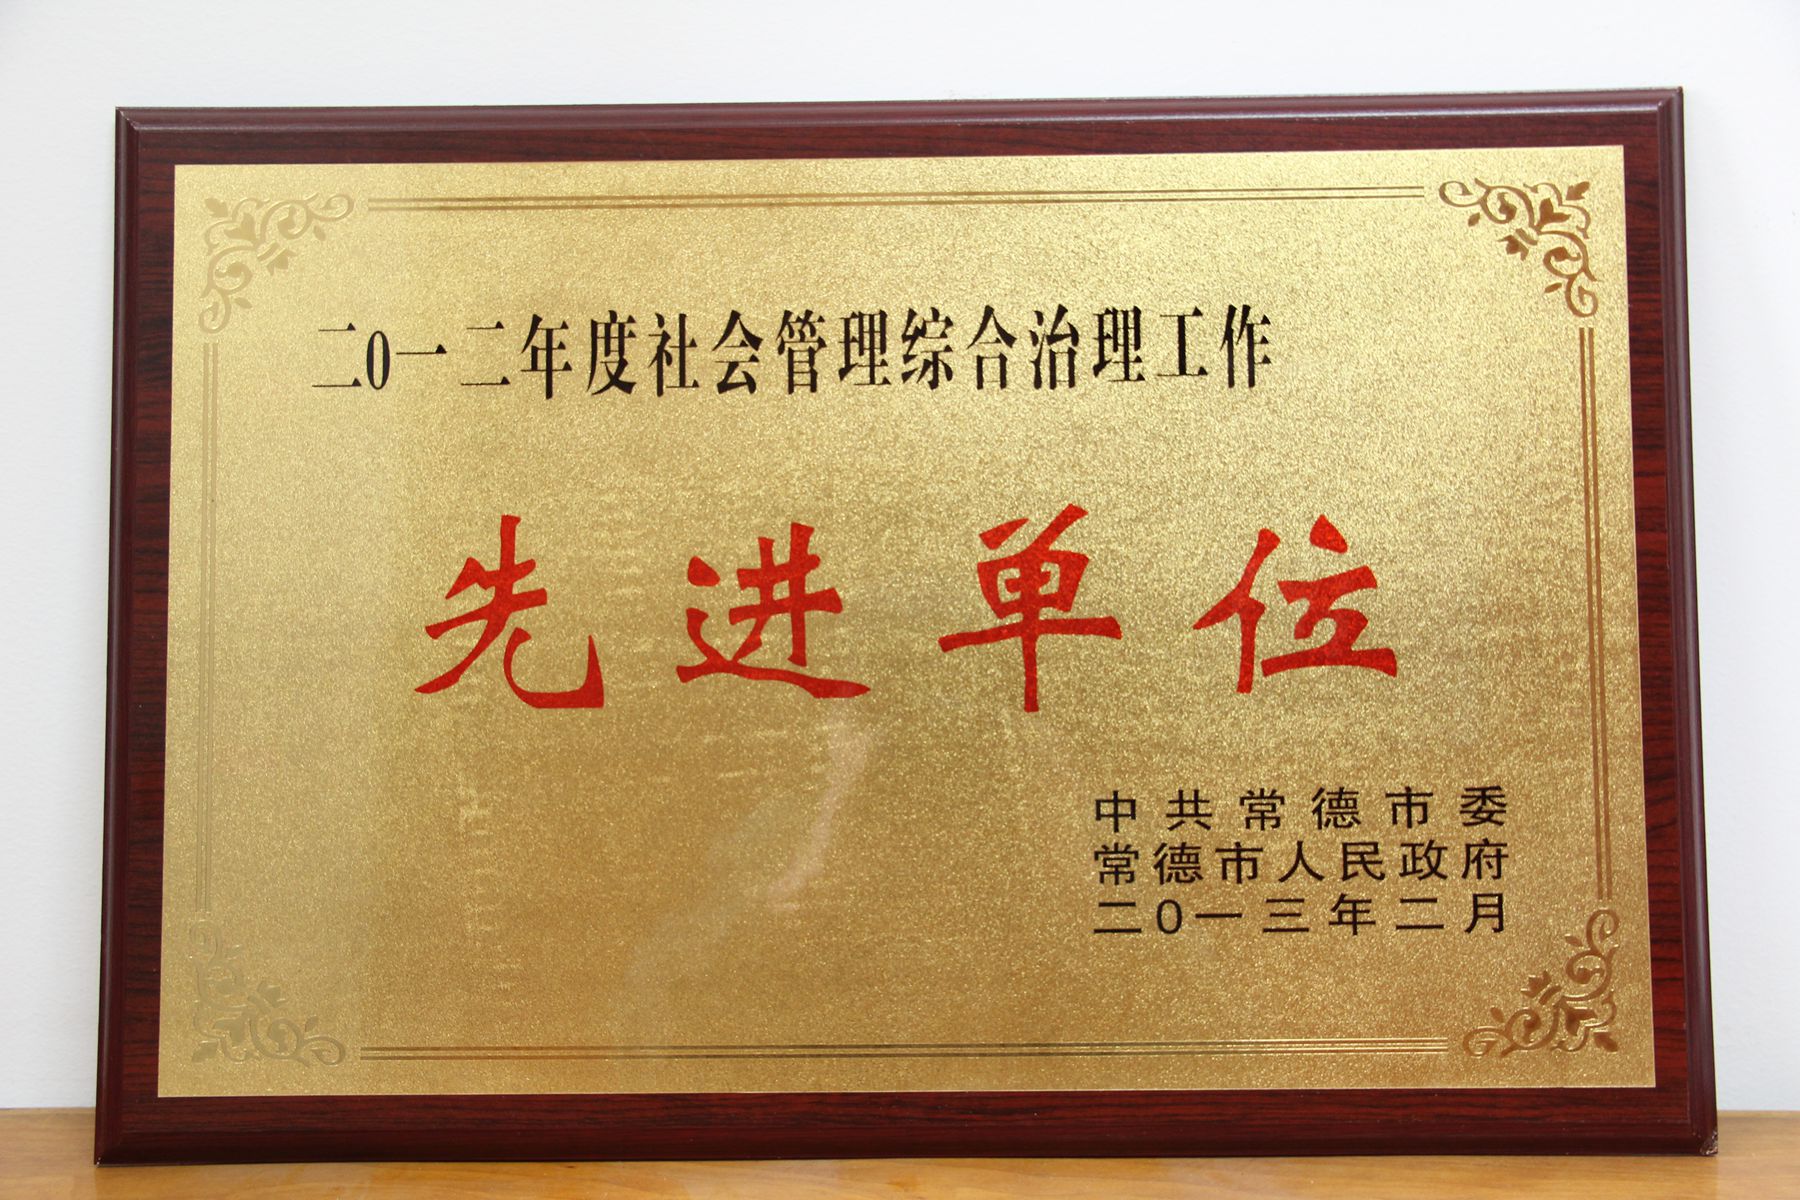 二0一二年度社会管理综合治理工作
先进单位
中共常德市委
常德市人民政府
二0一三年二月